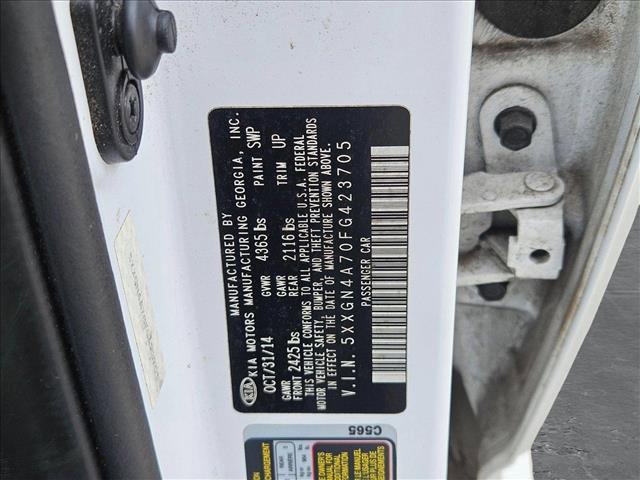 KIA
MANUFACTURED BY
KIA MOTORS MANUFACTURING GEORGIA, INC.
OCT/31/14 GVWR 4365 lbs PAINT SWP
GAWR FRONT 2425 lbs GAWR REAR 2116 lbs TRIM UP
THIS VEHICLE CONFORMS TO ALL APPLICABLE U.S.A. FEDERAL
MOTOR VEHICLE SAFETY, BUMPER, AND THEFT PREVENTION STANDARDS
IN EFFECT ON THE DATE OF MANUFACTURE SHOWN ABOVE.
V.I.N. 5XXGN4A70FG423705
PASSENGER CAR
C565